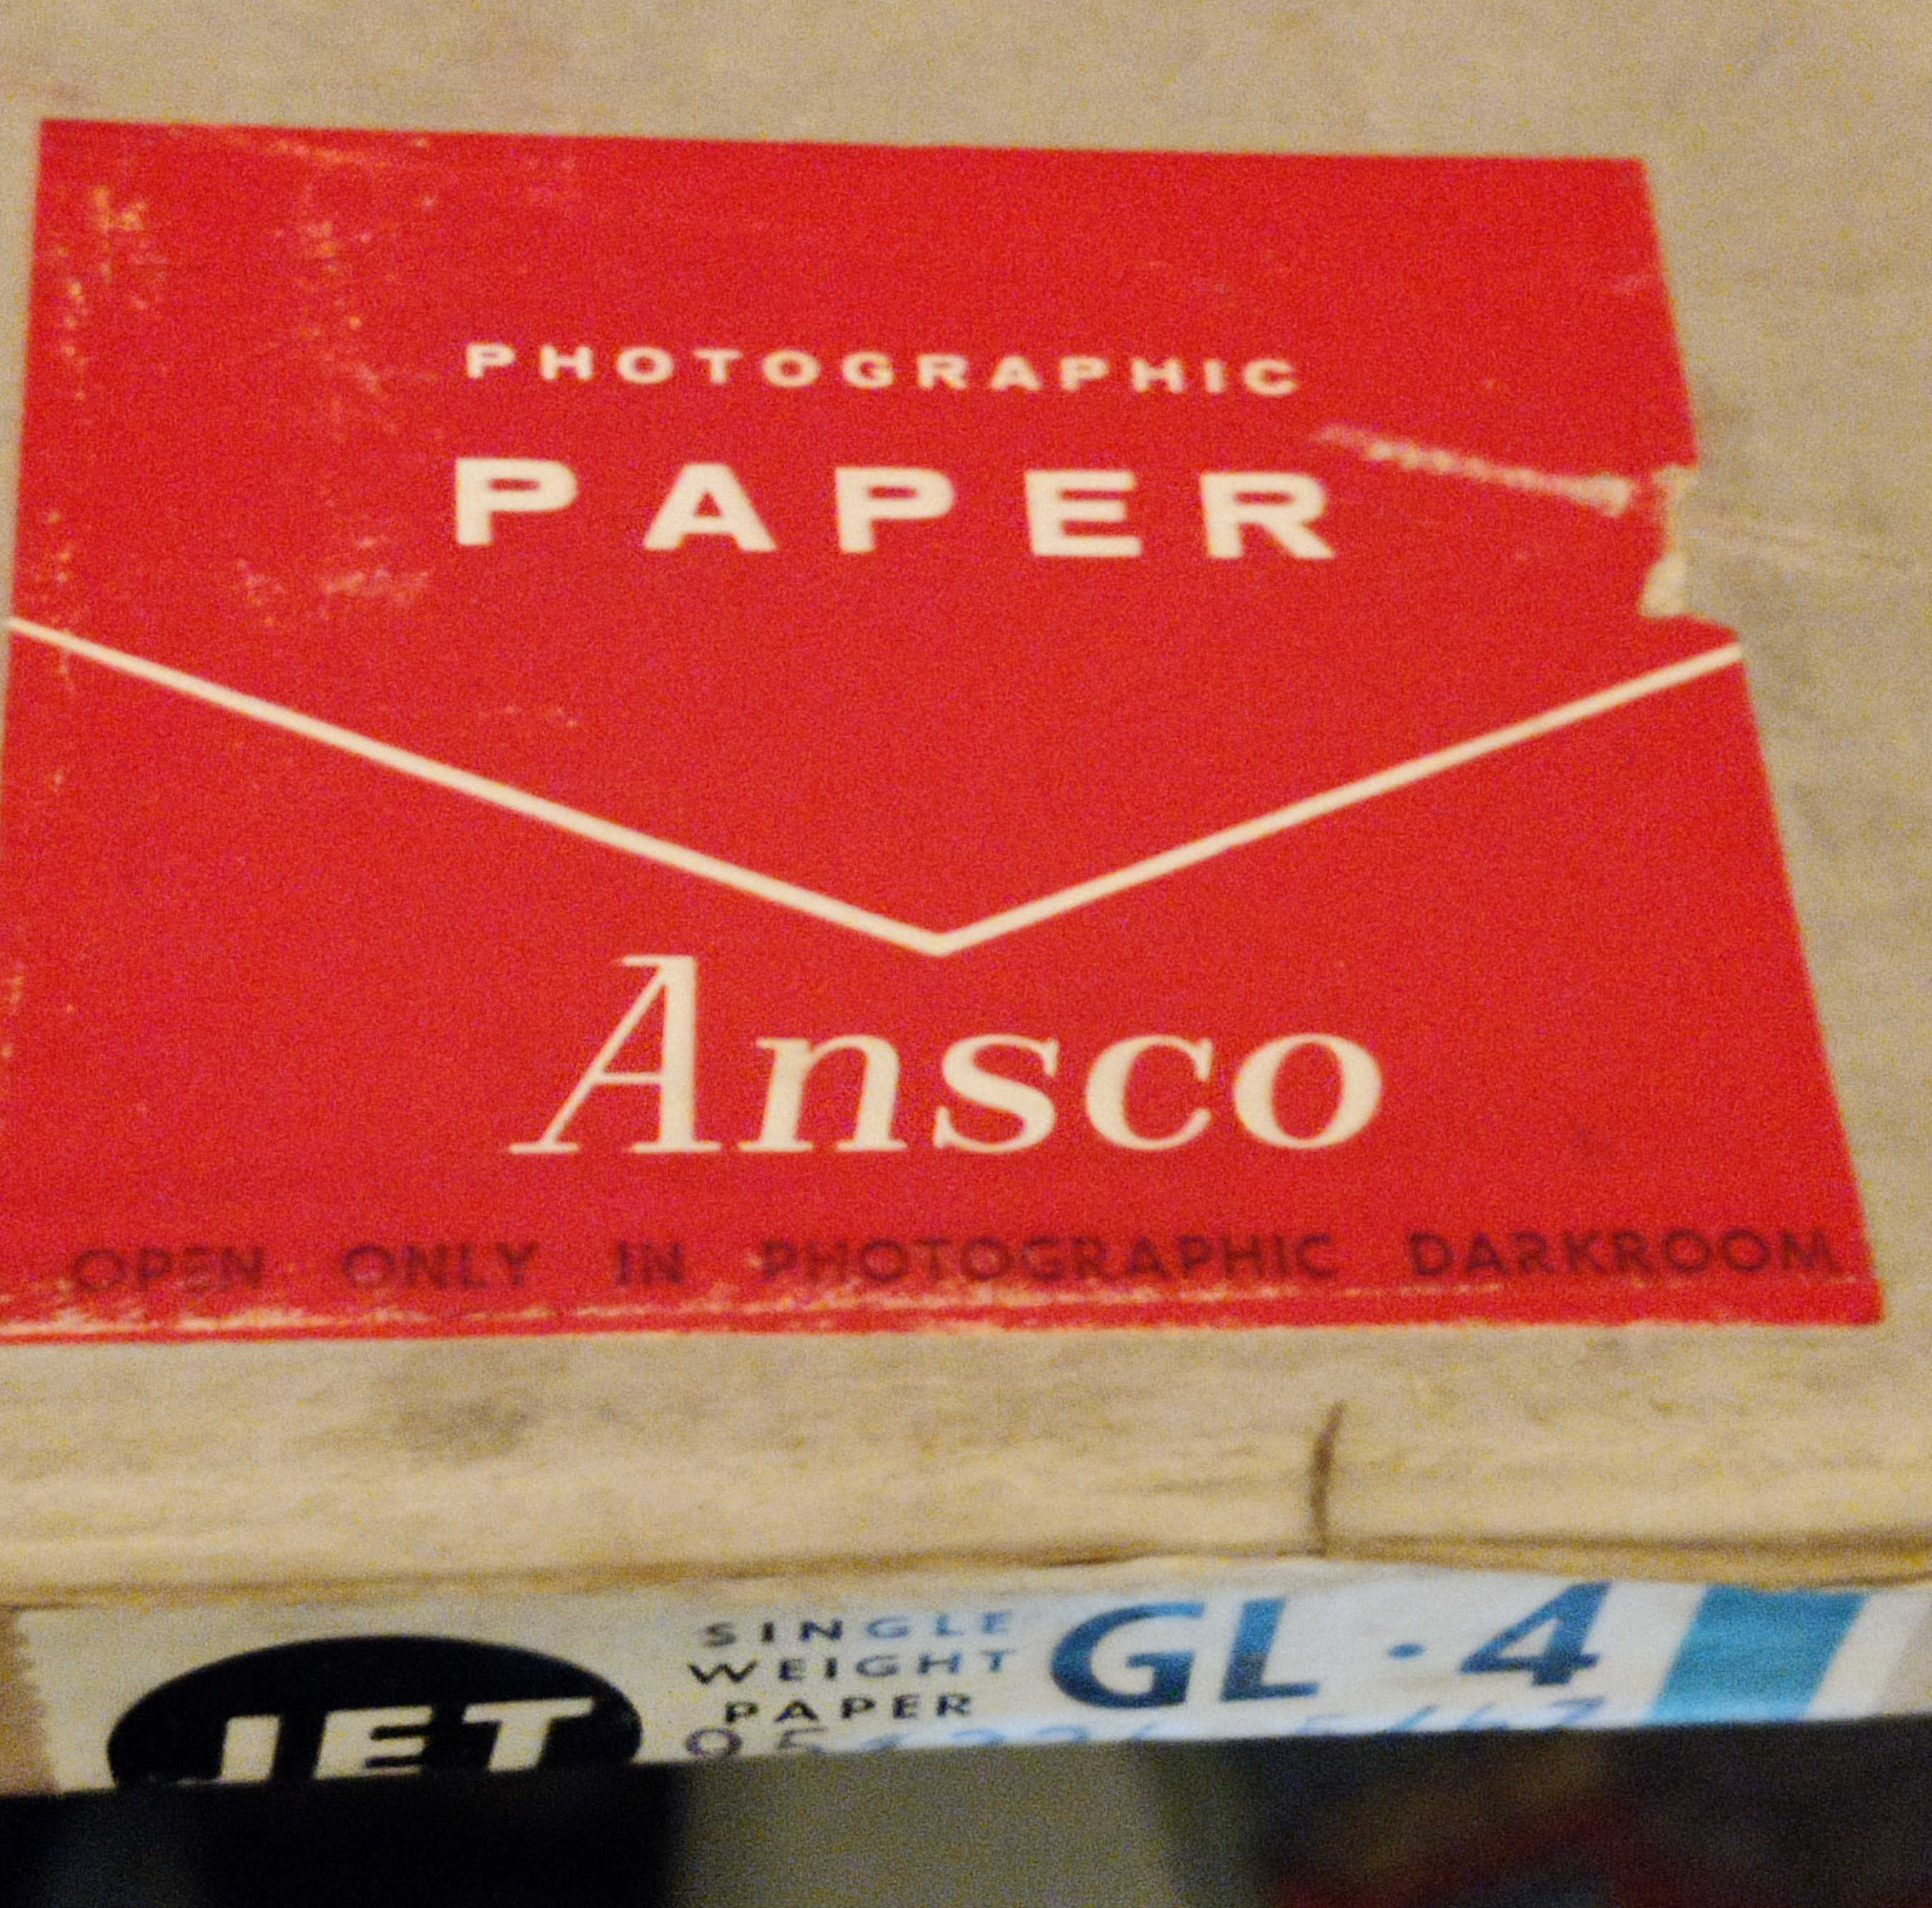 PHOTOGRAPHIC
PAPER
Ansco
OPEN ONLY IN PHOTOGRAPHIC DARKROOM
JET
SINGLE
WEIGHT
PAPER
GL·4